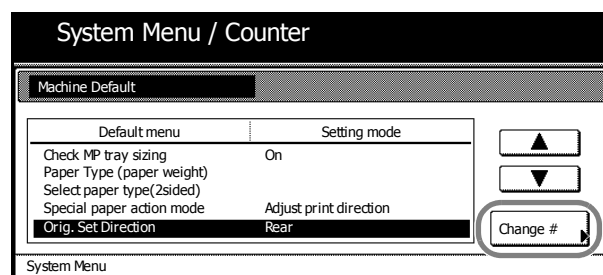 System Menu / Counter
Machine Default
Default menu Setting mode
Check MP tray sizing On
Paper Type (paper weight)
Select paper type(2sided)
Special paper action mode Adjust print direction
Orig. Set Direction Rear
Change #
System Menu